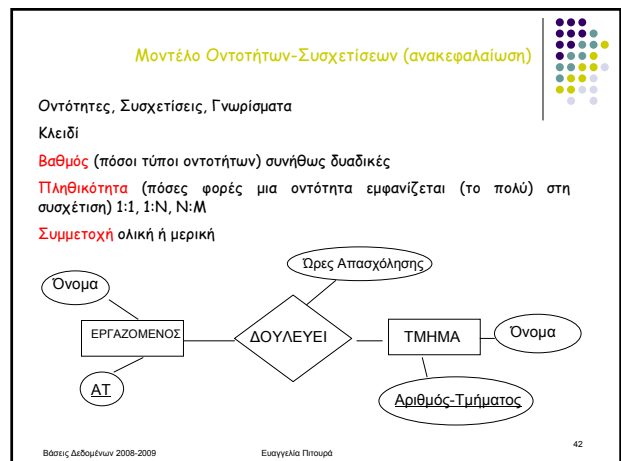 Μοντέλο Οντοτήτων-Συσχετίσεων (ανακεφαλαίωση)
Οντότητες, Συσχετίσεις, Γνωρίσματα
Κλειδί
Βαθμός (πόσοι τύποι οντοτήτων) συνήθως δυαδικές
Πληθικότητα (πόσες φορές μια οντότητα εμφανίζεται (το πολύ) στη
συσχέτιση) 1:1, 1:N, N:M
Συμμετοχή ολική ή μερική
Ώρες Απασχόλησης
Όνομα
ΕΡΓΑΖΟΜΕΝΟΣ
ΔΟΥΛΕΥΕΙ
ΤΜΗΜΑ
Όνομα
ΑΤ
Αριθμός-Τμήματος
Βάσεις Δεδομένων 2008-2009
Ευαγγελία Πιτουρά
42